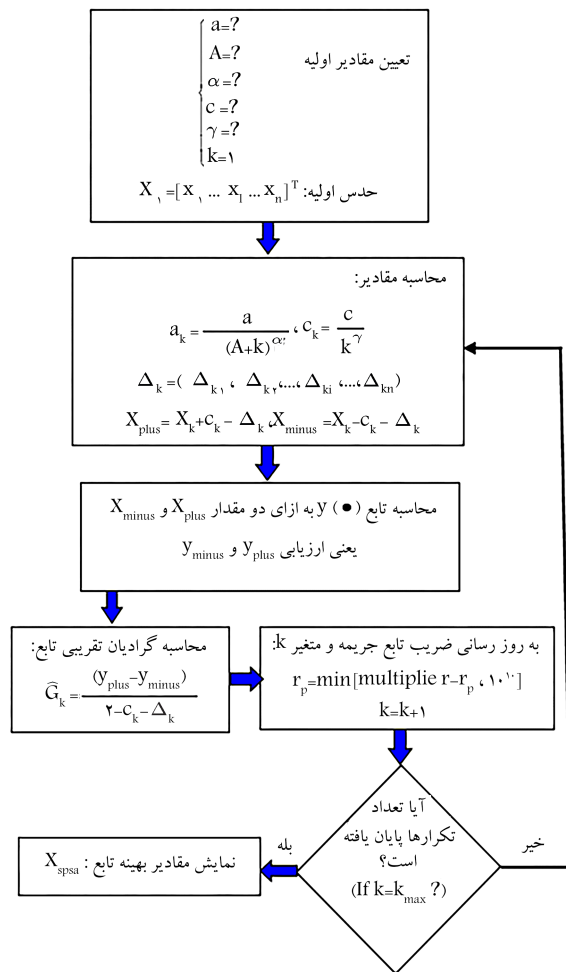 تعیین مقادیر اولیه
a=?
A=?
α=?
c=?
γ=?
k=۱
حدس اولیه: X۱=[x۱ ... xl ... xn]T
محاسبه مقادیر:
ak = a/(A+k)α؛ ، ck = c/kγ
Δk =( Δk۱ ، Δk۲,...,Δki ,...,Δkn)
Xplus= Xk+ck − Δk ،Xminus =Xk−ck − Δk
محاسبه تابع y (●) به ازای دو مقدار Xplus و Xminus
یعنی ارزیابی yplus و yminus
محاسبه گرادیان تقریبی تابع:
Ĝk = (yplus−yminus)/۲−ck−Δk
به روز رسانی ضریب تابع جریمه و متغیر k:
rp=min[multiplie r−rp ، ۱۰۱۰]
k=k+۱
آیا تعداد
تکرارها پایان یافته
است؟
(If k=kmax ?)
خیر
بله
نمایش مقادیر بهینه تابع : Xspsa